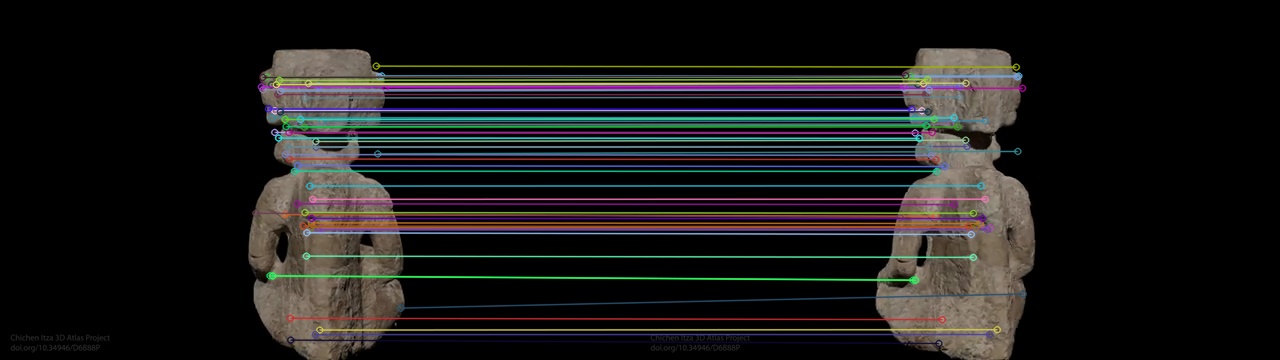 Chichen Itza 3D Atlas Project
doi.org/10.34946/D6B88P
Chichen Itza 3D Atlas Project
doi.org/10.34946/D6B88P